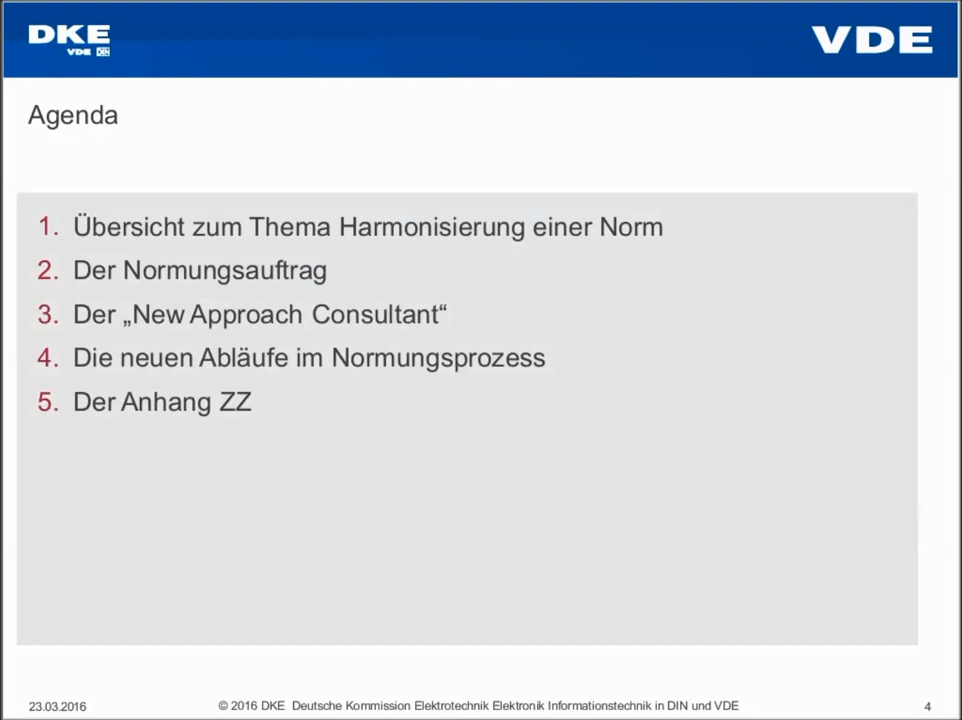 DKE
VDE DIN
VDE
Agenda
1. Übersicht zum Thema Harmonisierung einer Norm
2. Der Normungsauftrag
3. Der „New Approach Consultant“
4. Die neuen Abläufe im Normungsprozess
5. Der Anhang ZZ
23.03.2016
© 2016 DKE Deutsche Kommission Elektrotechnik Elektronik Informationstechnik in DIN und VDE
4